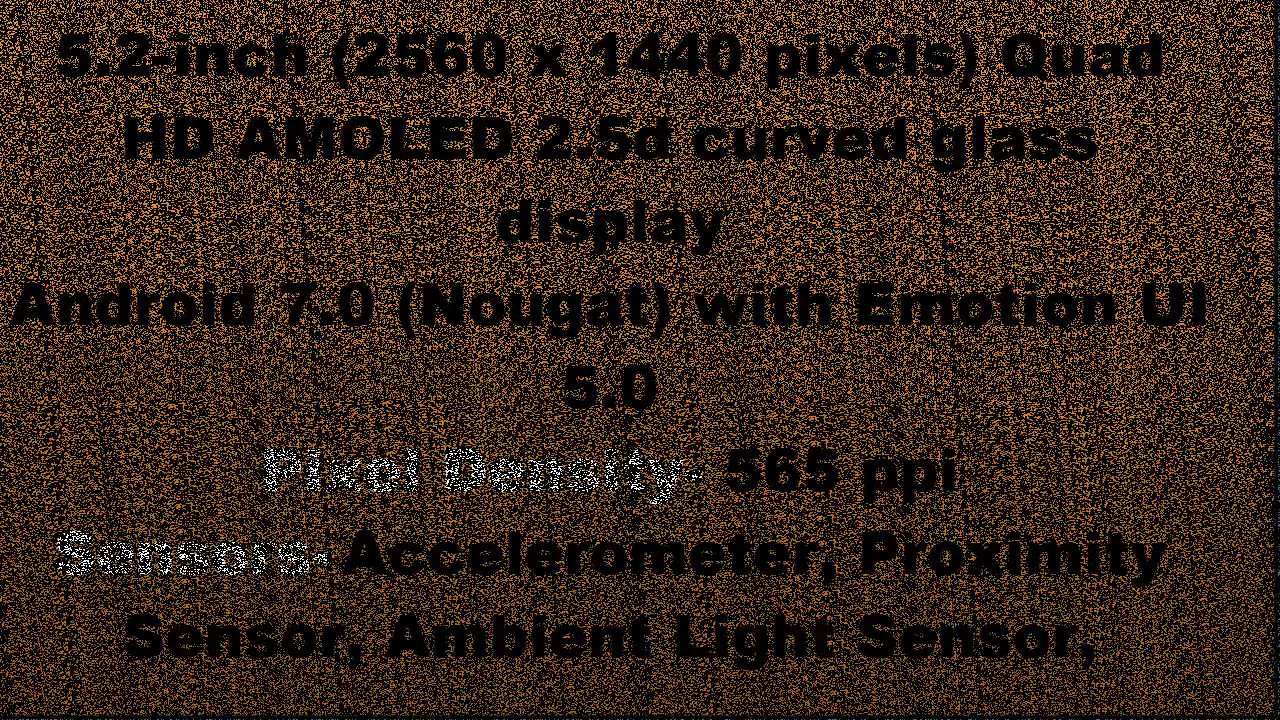 5.2-inch (2560 x 1440 pixels) Quad
HD AMOLED 2.5d curved glass
display
Android 7.0 (Nougat) with Emotion UI
5.0
Pixel Density- 565 ppi
Sensors- Accelerometer, Proximity
Sensor, Ambient Light Sensor,